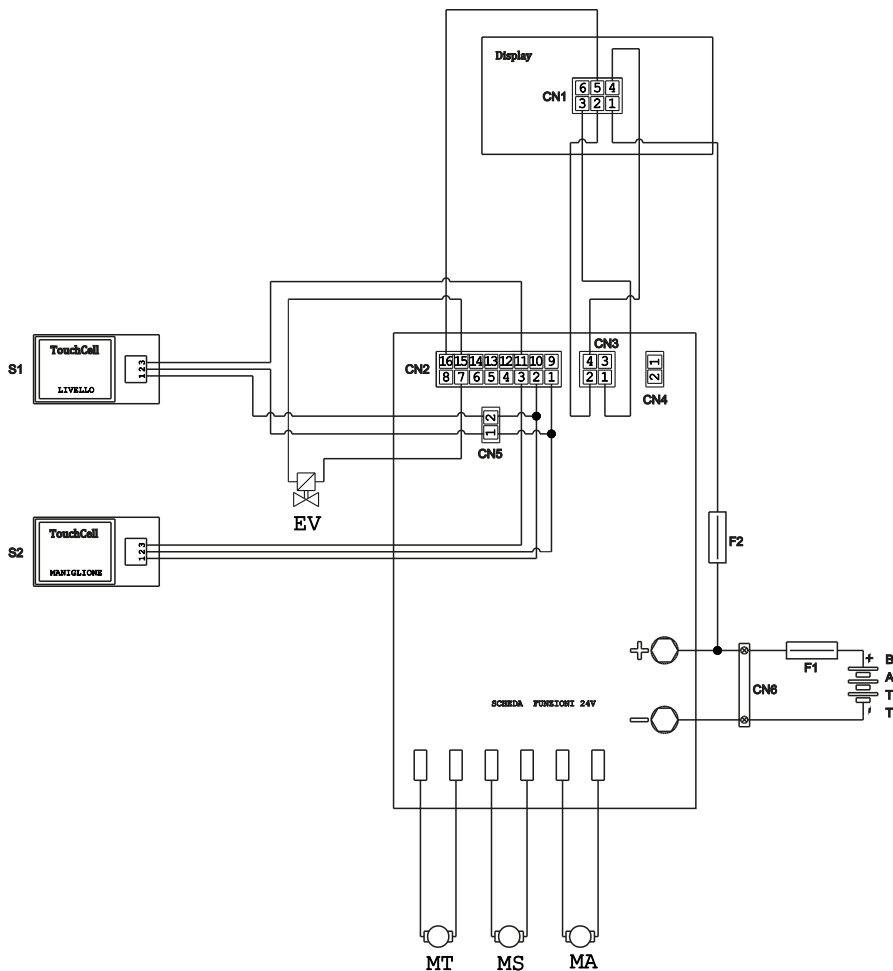 Display
CN1
6 5 4
3 2 1
S1
TouchCell
LIVELLO
1 2 3
CN2
16 15 14 13 12 11 10 9
8 7 6 5 4 3 2 1
CN3
4 3
2 1
1
2
CN4
2
1
CN5
EV
S2
TouchCell
MANIGLIONE
1 2 3
F2
+
F1
+
BATT
-
CN6
SCHEDA FUNZIONI 24V
-
MT
MS
MA